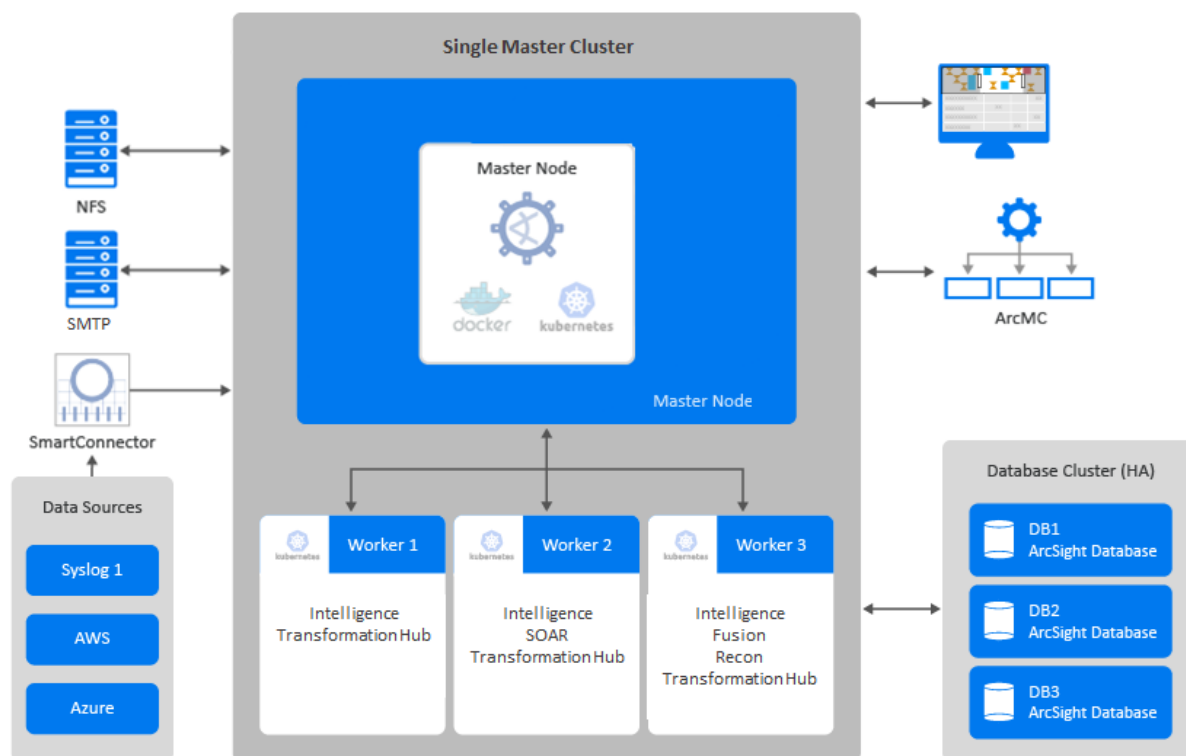 Single Master Cluster
Master Node
docker
kubernetes
Master Node
NFS
SMTP
SmartConnector
Data Sources
Syslog 1
AWS
Azure
kubernetes
Worker 1
Intelligence
Transformation Hub
kubernetes
Worker 2
Intelligence
SOAR
Transformation Hub
kubernetes
Worker 3
Intelligence
Fusion
Recon
Transformation Hub
ArcMC
Database Cluster (HA)
DB1
ArcSight Database
DB2
ArcSight Database
DB3
ArcSight Database